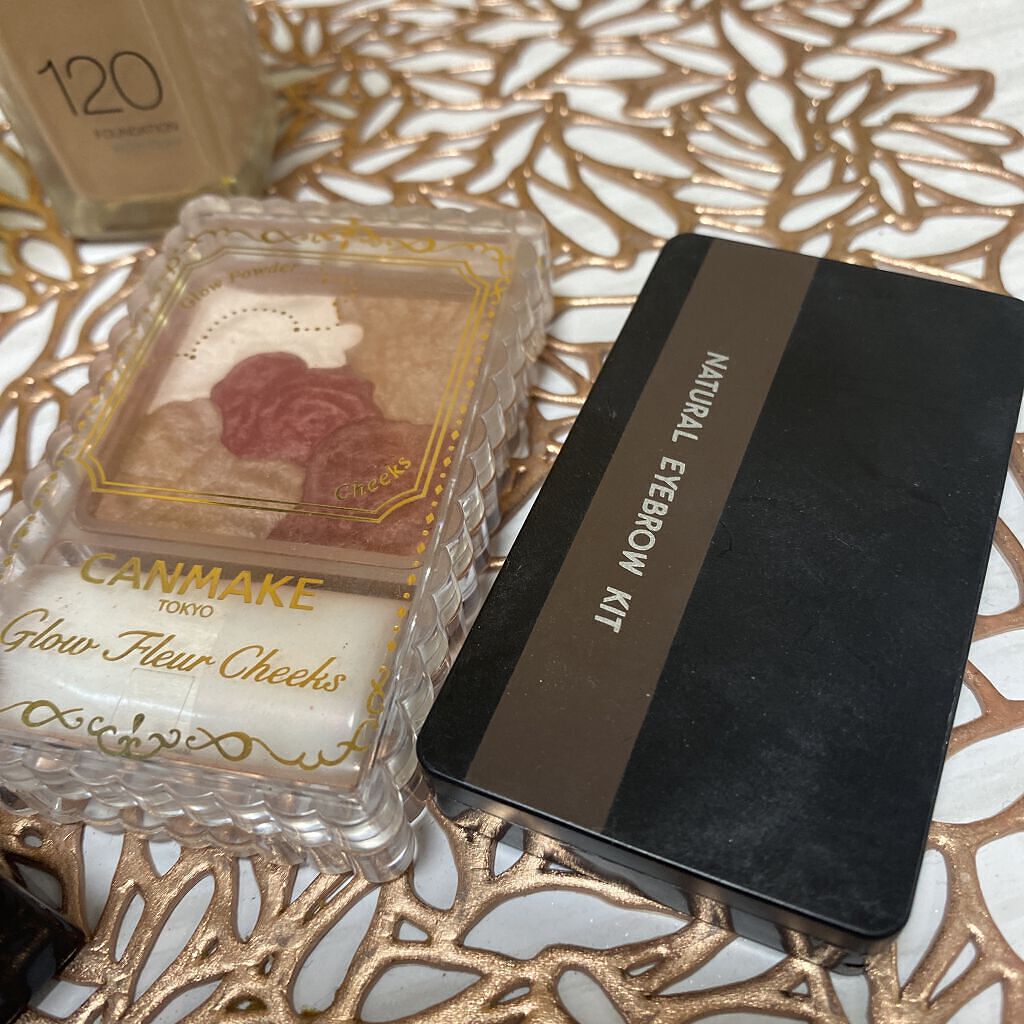 120
FOUNDATION
Glow Powder
Cheeks
CANMAKE
TOKYO
Glow Fleur Cheeks
NATURAL EYEBROW KIT